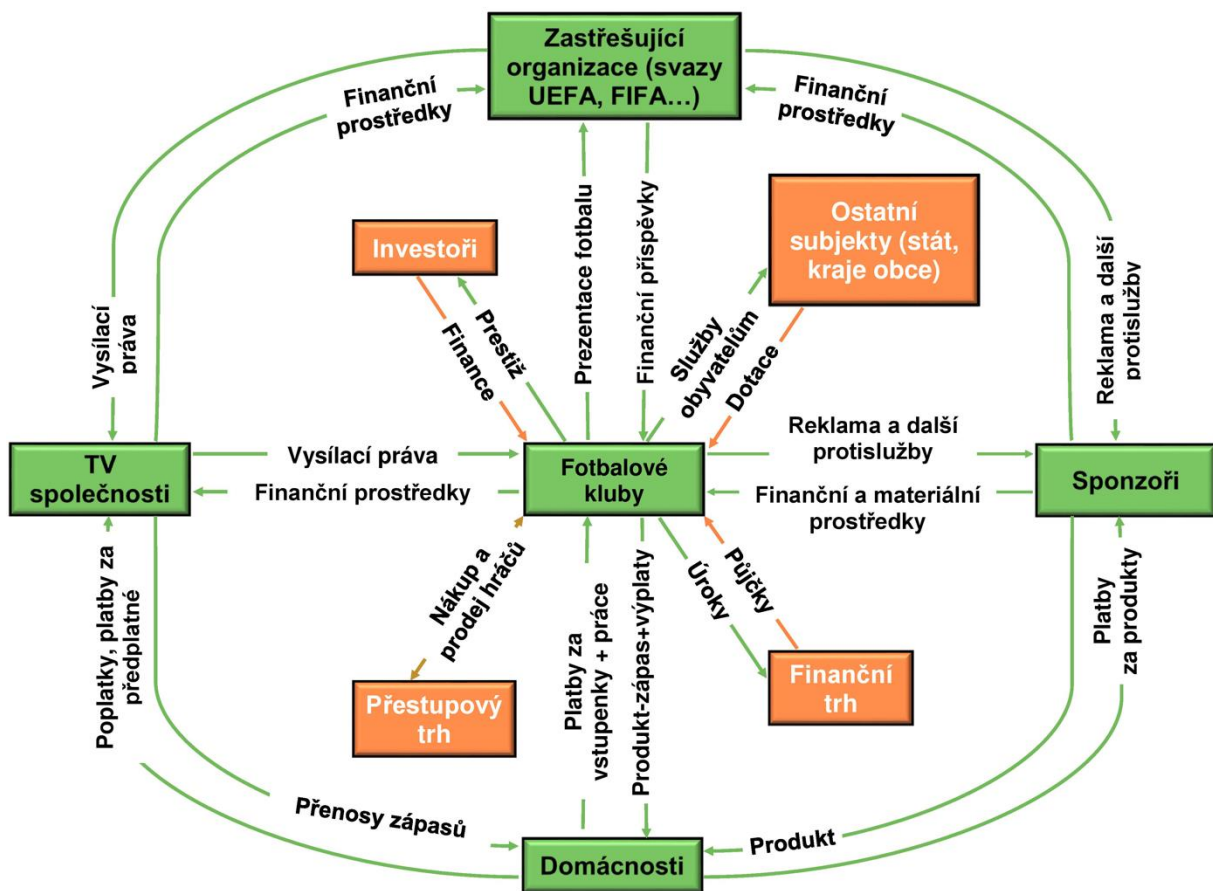 Zastřešující
organizace (svazy
UEFA, FIFA…)
Finanční
prostředky
Finanční
prostředky
Vysílací
práva
Investoři
Finance
Prestiž
Prezentace fotbalu
Finanční příspěvky
Ostatní
subjekty (stát,
kraje obce)
Služby
obyvatelům
Dotace
Reklama a další
protislužby
TV
společnosti
Vysílací práva
Finanční prostředky
Fotbalové
kluby
Reklama a další
protislužby
Finanční a materiální
prostředky
Sponzoři
Poplatky, platby za
předplatné
Nákup a
prodej hráčů
Přestupový
trh
Platby za
vstupenky + práce
Produkt-zápas+výplaty
Úroky
Půjčky
Finanční
trh
Platby
za produkty
Přenosy zápasů
Produkt
Domácnosti